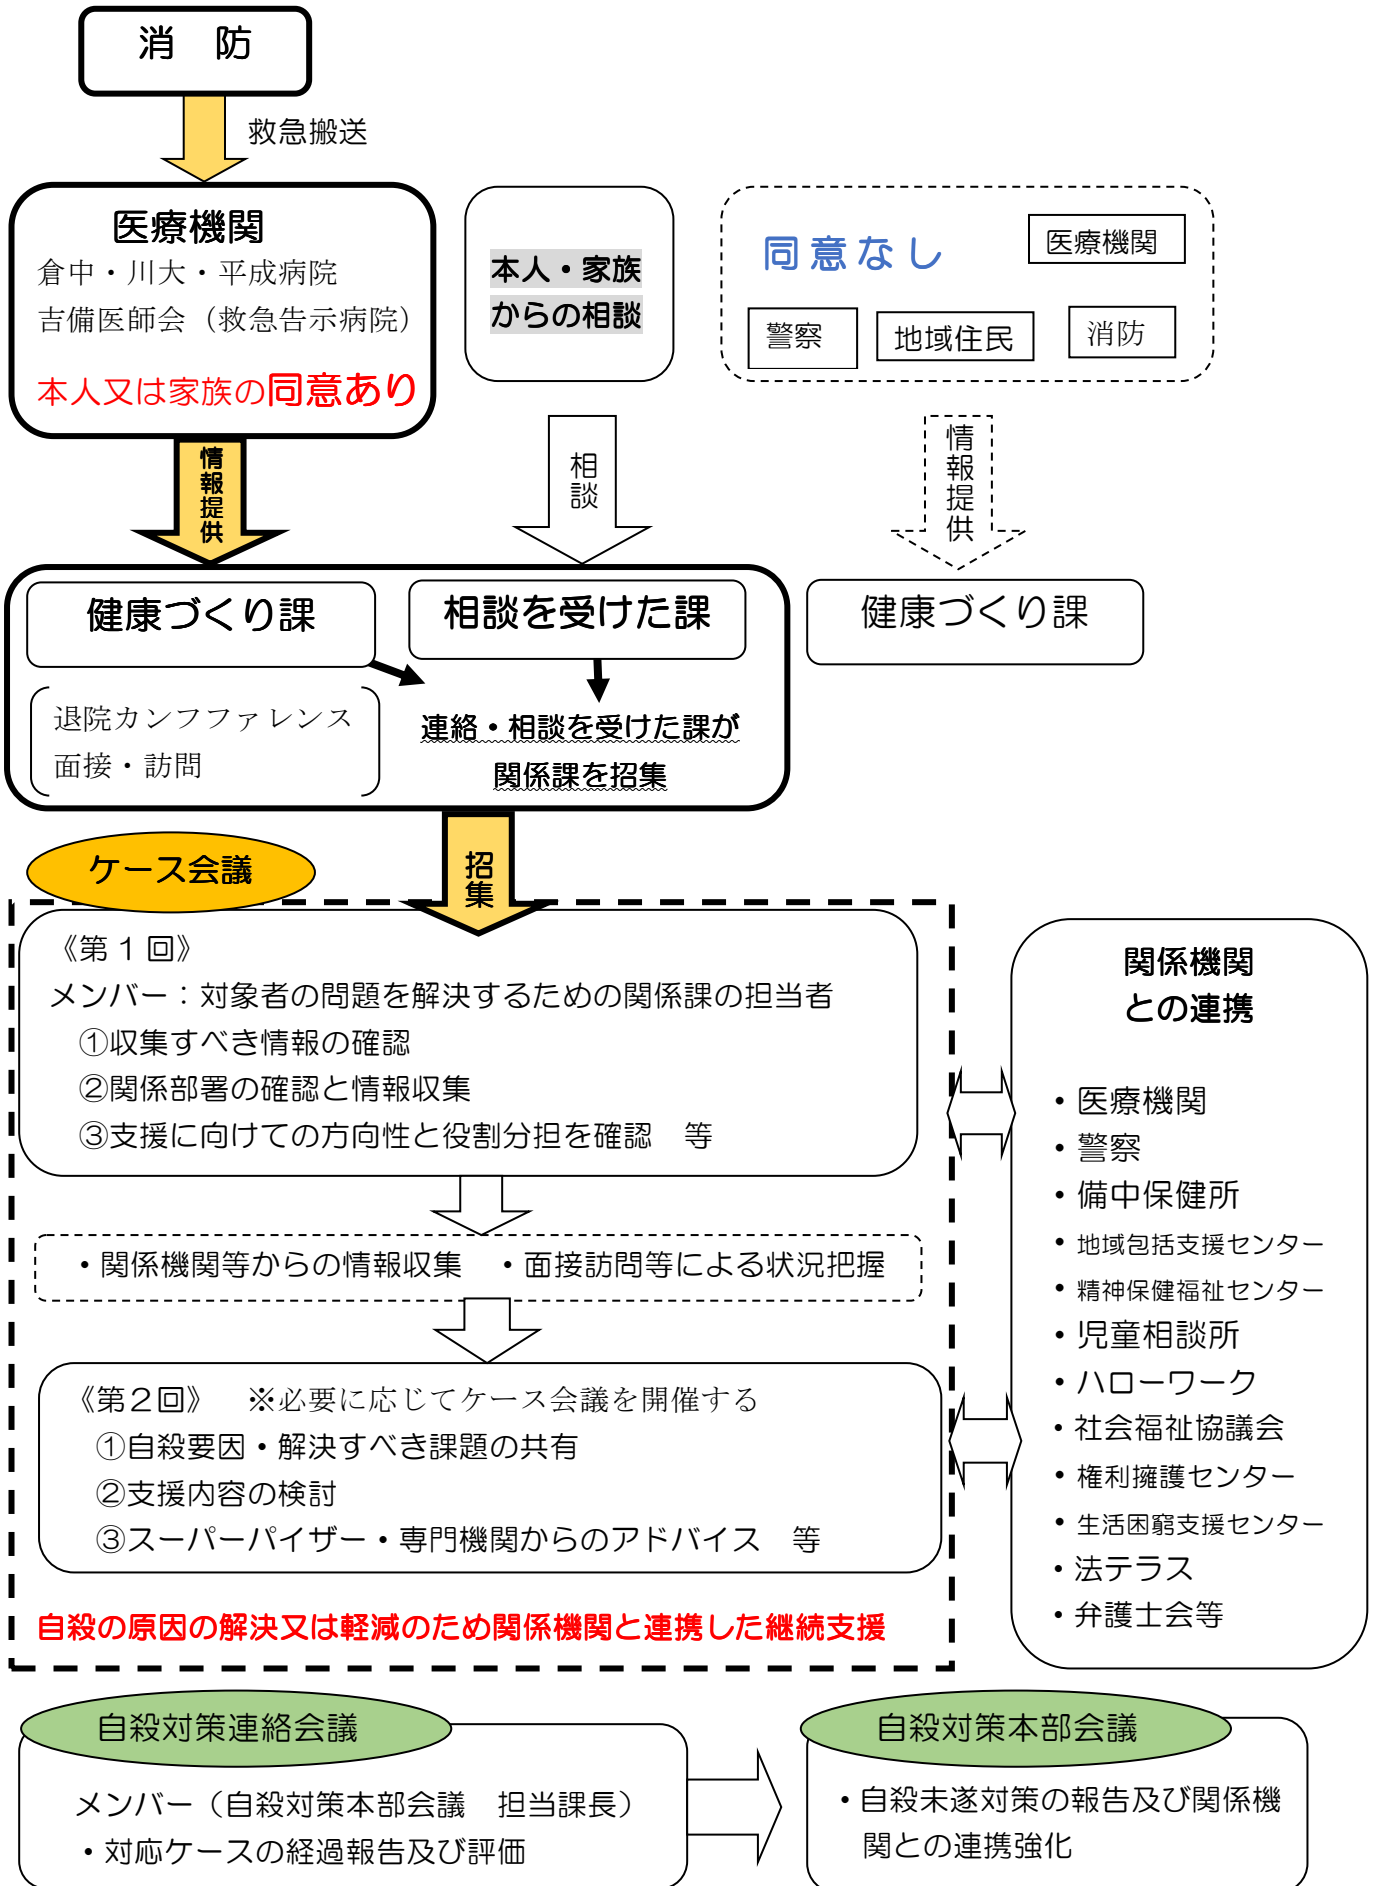 消　防
救急搬送
医療機関
倉中・川大・平成病院
吉備医師会（救急告示病院）
本人又は家族の同意あり
本人・家族
からの相談
同意なし
医療機関
警察
地域住民
消防
情報提供
相談
情報提供
健康づくり課
相談を受けた課
健康づくり課
退院カンフファレンス
面接・訪問
連絡・相談を受けた課が
関係課を招集
招集
ケース会議
《第１回》
メンバー：対象者の問題を解決するための関係課の担当者
①収集すべき情報の確認
②関係部署の確認と情報収集
③支援に向けての方向性と役割分担を確認　等
・関係機関等からの情報収集　・面接訪問等による状況把握
《第２回》　※必要に応じてケース会議を開催する
①自殺要因・解決すべき課題の共有
②支援内容の検討
③スーパーパイザー・専門機関からのアドバイス　等
自殺の原因の解決又は軽減のため関係機関と連携した継続支援
関係機関
との連携
・医療機関
・警察
・備中保健所
・地域包括支援センター
・精神保健福祉センター
・児童相談所
・ハローワーク
・社会福祉協議会
・権利擁護センター
・生活困窮支援センター
・法テラス
・弁護士会等
自殺対策連絡会議
メンバー（自殺対策本部会議　担当課長）
・対応ケースの経過報告及び評価
自殺対策本部会議
・自殺未遂対策の報告及び関係機
関との連携強化